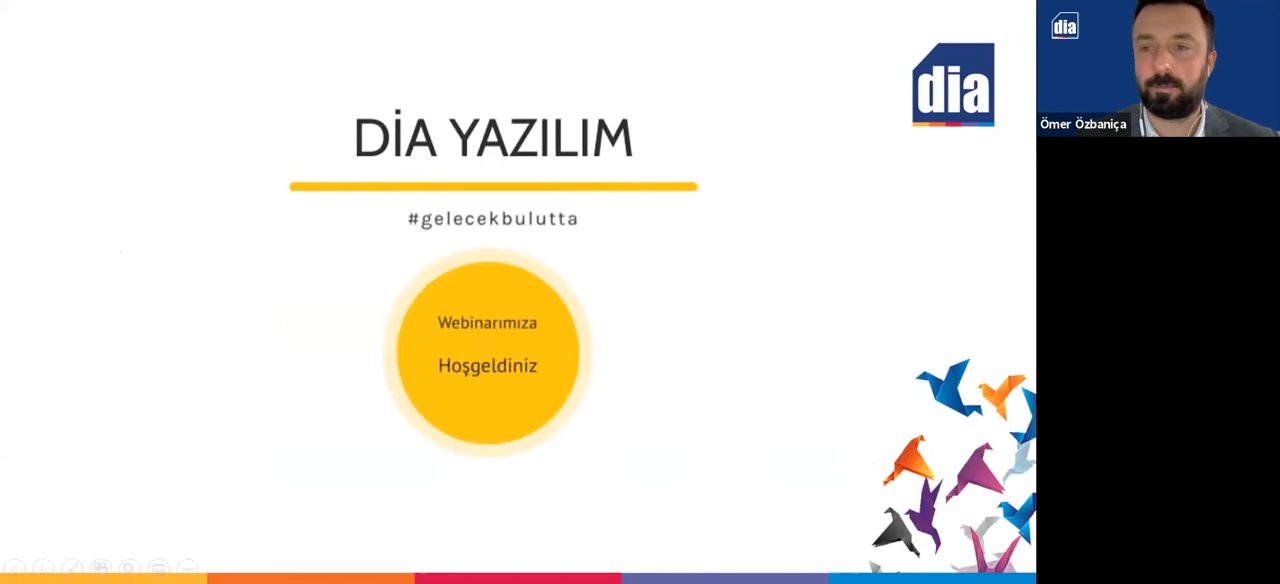 DİA YAZILIM
#gelecekbulutta
Webinarımıza
Hoşgeldiniz
dia
dia
Ömer Özbaniça